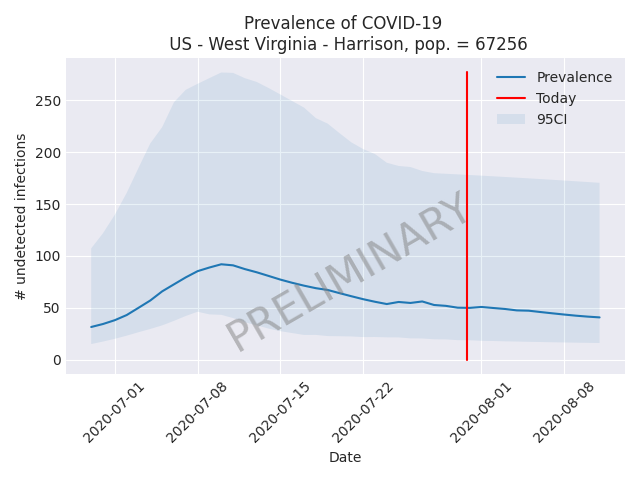 Prevalence of COVID-19
US - West Virginia - Harrison, pop. = 67256
Prevalence
Today
95CI
PRELIMINARY
# undetected infections
250
200
150
100
50
0
2020-07-01
2020-07-08
2020-07-15
2020-07-22
2020-08-01
2020-08-08
Date